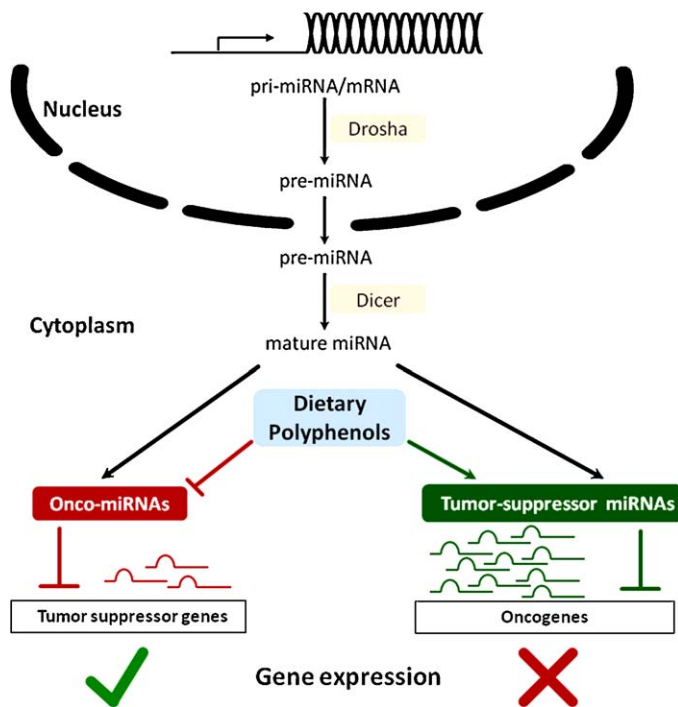 pri-miRNA/mRNA
Nucleus
Drosha
pre-miRNA
pre-miRNA
Dicer
Cytoplasm
mature miRNA
Dietary
Polyphenols
Onco-miRNAs
Tumor-suppressor miRNAs
Tumor suppressor genes
Oncogenes
Gene expression